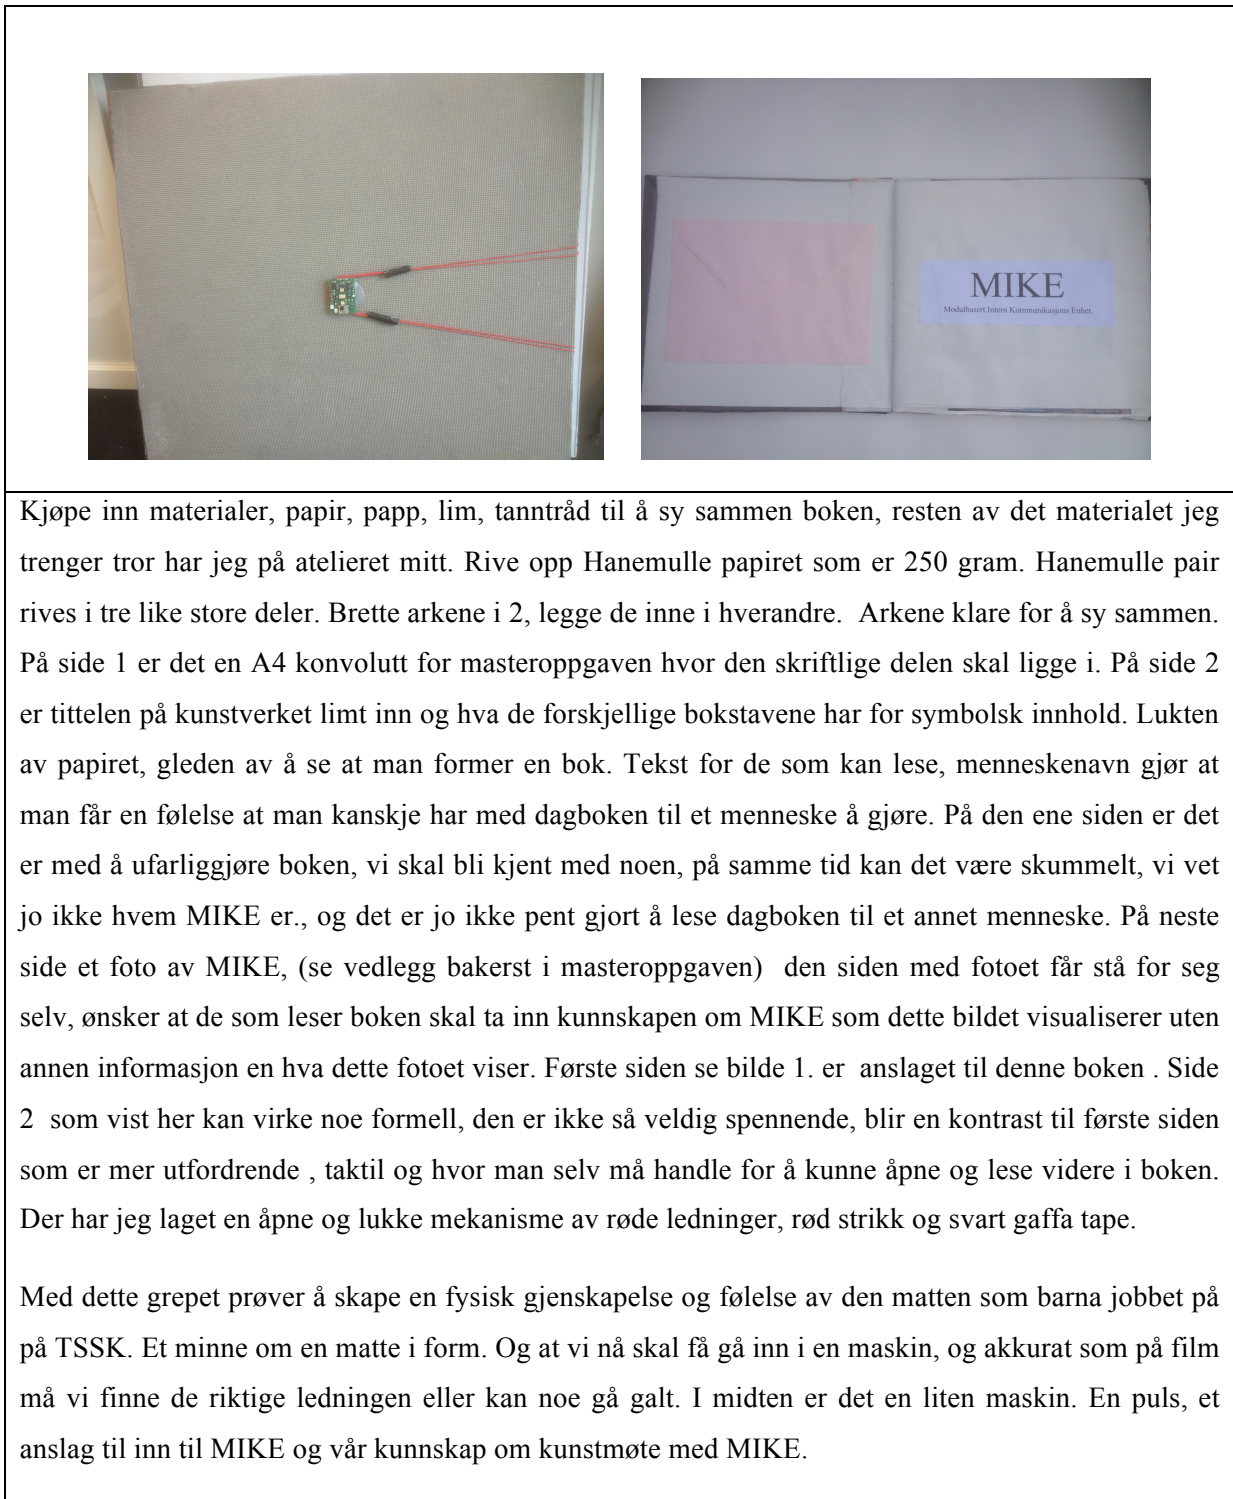 MIKE
Modulbasert Intern Kommunikasjons Enhet.
Kjøpe inn materialer, papir, papp, lim, tanntråd til å sy sammen boken, resten av det materialet jeg
trenger tror har jeg på atelieret mitt. Rive opp Hanemulle papiret som er 250 gram. Hanemulle pair
rives i tre like store deler. Brette arkene i 2, legge de inne i hverandre.  Arkene klare for å sy sammen.
På side 1 er det en A4 konvolutt for masteroppgaven hvor den skriftlige delen skal ligge i. På side 2
er tittelen på kunstverket limt inn og hva de forskjellige bokstavene har for symbolsk innhold. Lukten
av papiret, gleden av å se at man former en bok. Tekst for de som kan lese, menneskenavn gjør at
man får en følelse at man kanskje har med dagboken til et menneske å gjøre. På den ene siden er det
er med å ufarliggjøre boken, vi skal bli kjent med noen, på samme tid kan det være skummelt, vi vet
jo ikke hvem MIKE er., og det er jo ikke pent gjort å lese dagboken til et annet menneske. På neste
side et foto av MIKE, (se vedlegg bakerst i masteroppgaven)  den siden med fotoet får stå for seg
selv, ønsker at de som leser boken skal ta inn kunnskapen om MIKE som dette bildet visualiserer uten
annen informasjon en hva dette fotoet viser. Første siden se bilde 1. er  anslaget til denne boken . Side
2  som vist her kan virke noe formell, den er ikke så veldig spennende, blir en kontrast til første siden
som er mer utfordrende , taktil og hvor man selv må handle for å kunne åpne og lese videre i boken.
Der har jeg laget en åpne og lukke mekanisme av røde ledninger, rød strikk og svart gaffa tape.
Med dette grepet prøver å skape en fysisk gjenskapelse og følelse av den matten som barna jobbet på
på TSSK. Et minne om en matte i form. Og at vi nå skal få gå inn i en maskin, og akkurat som på film
må vi finne de riktige ledningen eller kan noe gå galt. I midten er det en liten maskin. En puls, et
anslag til inn til MIKE og vår kunnskap om kunstmøte med MIKE.